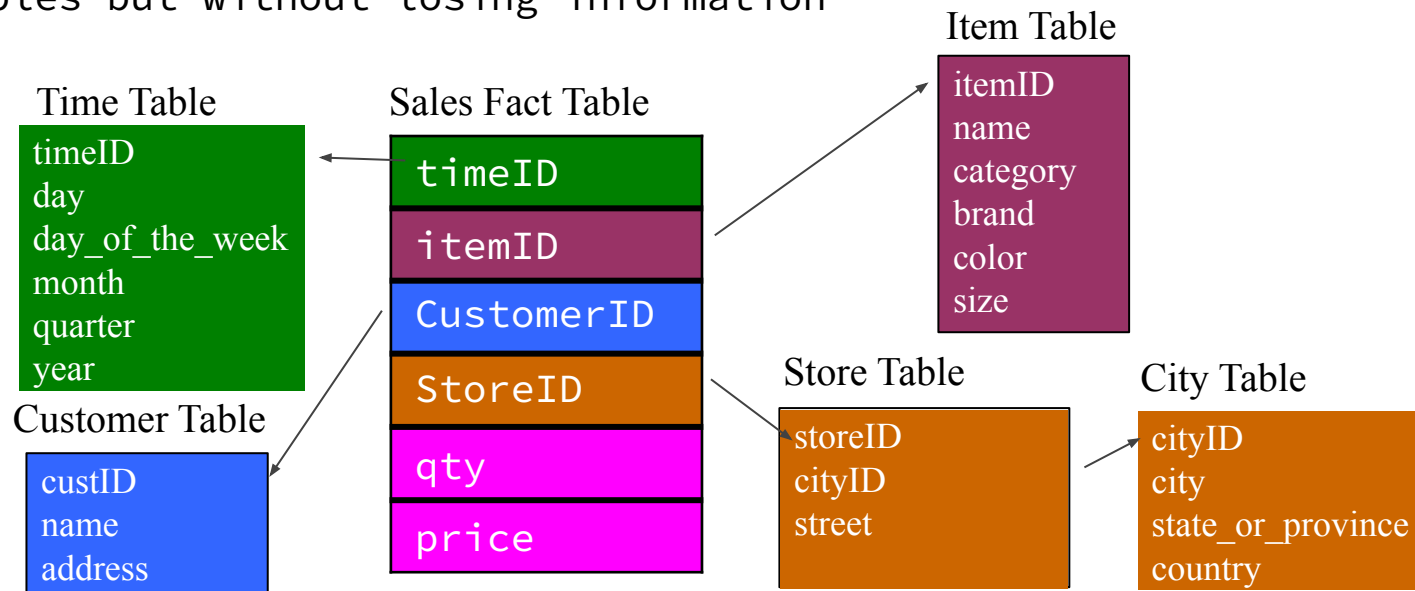 but without losing information
Time Table
timeID
day
day_of_the_week
month
quarter
year
Customer Table
custID
name
address
Sales Fact Table
timeID
itemID
CustomerID
StoreID
qty
price
Item Table
itemID
name
category
brand
color
size
Store Table
storeID
cityID
street
City Table
cityID
city
state_or_province
country